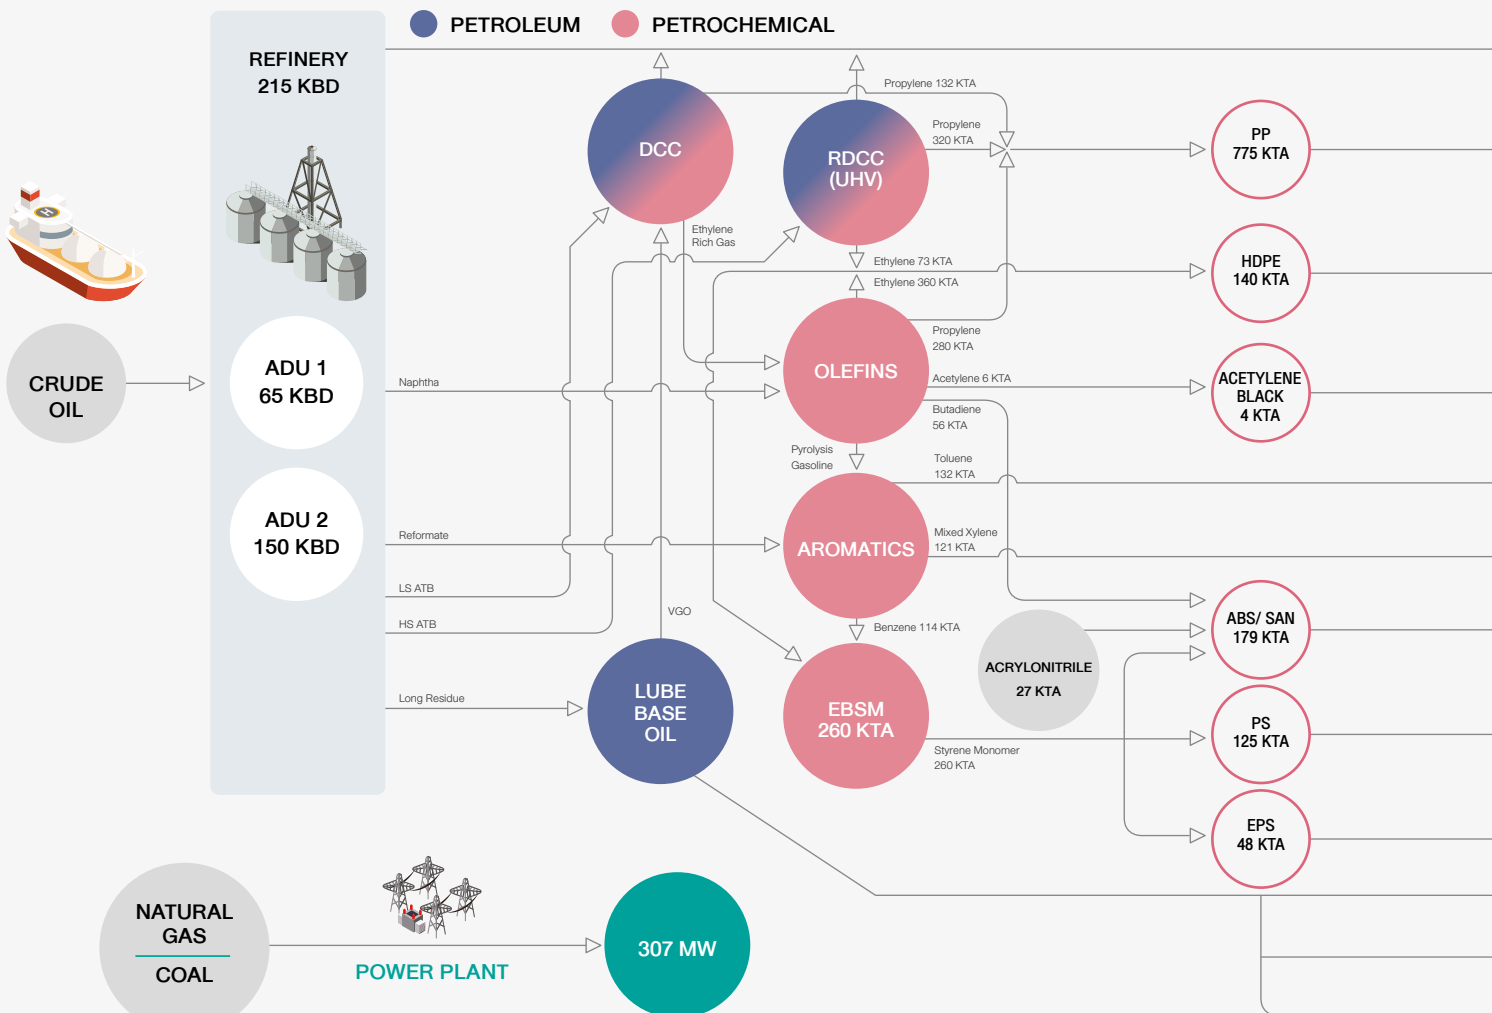 PETROLEUM
PETROCHEMICAL
REFINERY
215 KBD
CRUDE
OIL
ADU 1
65 KBD
ADU 2
150 KBD
Naphtha
Reformate
LS ATB
HS ATB
Long Residue
DCC
Ethylene
Rich Gas
VGO
LUBE
BASE
OIL
RDCC
(UHV)
Propylene 132 KTA
Propylene
320 KTA
Ethylene 73 KTA
Ethylene 360 KTA
OLEFINS
Propylene
280 KTA
Acetylene 6 KTA
Butadiene
56 KTA
Pyrolysis
Gasoline
Toluene
132 KTA
AROMATICS
Mixed Xylene
121 KTA
Benzene 114 KTA
EBSM
260 KTA
Styrene Monomer
260 KTA
ACRYLONITRILE
27 KTA
PP
775 KTA
HDPE
140 KTA
ACETYLENE
BLACK
4 KTA
ABS/ SAN
179 KTA
PS
125 KTA
EPS
48 KTA
NATURAL
GAS
COAL
POWER PLANT
307 MW
H